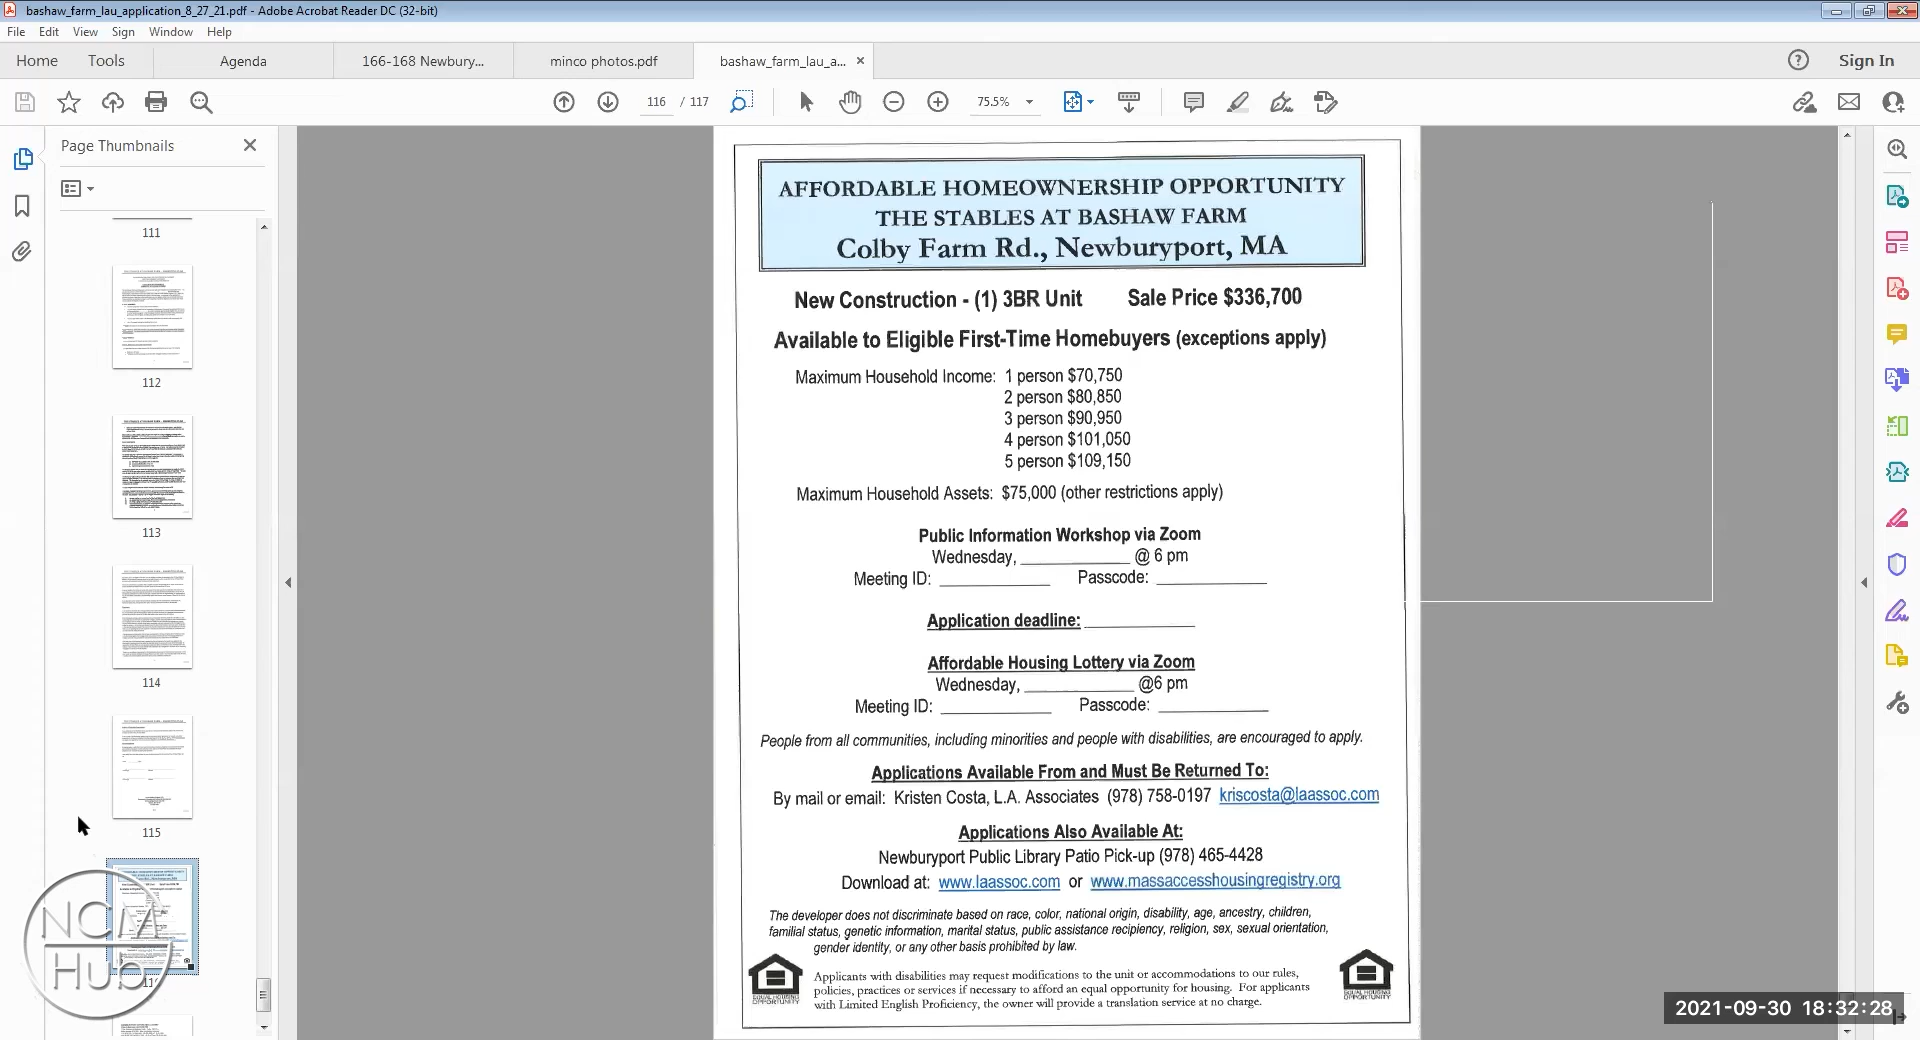 bashaw_farm_lau_application_8_27_21.pdf - Adobe Acrobat Reader DC (32-bit)
File Edit View Sign Window Help
Home Tools Agenda 166-168 Newbury... minco photos.pdf bashaw_farm_lau_a... Sign In
116 / 117 75.5%
Page Thumbnails
111
112
113
114
115
AFFORDABLE HOMEOWNERSHIP OPPORTUNITY
THE STABLES AT BASHAW FARM
Colby Farm Rd., Newburyport, MA
New Construction - (1) 3BR Unit Sale Price $336,700
Available to Eligible First-Time Homebuyers (exceptions apply)
Maximum Household Income: 1 person $70,750
2 person $80,850
3 person $90,950
4 person $101,050
5 person $109,150
Maximum Household Assets: $75,000 (other restrictions apply)
Public Information Workshop via Zoom
Wednesday, ____________ @ 6 pm
Meeting ID: ____________ Passcode: ____________
Application deadline: ____________
Affordable Housing Lottery via Zoom
Wednesday, ____________ @6 pm
Meeting ID: ____________ Passcode: ____________
People from all communities, including minorities and people with disabilities, are encouraged to apply.
Applications Available From and Must Be Returned To:
By mail or email: Kristen Costa, L.A. Associates (978) 758-0197 kriscosta@laassoc.com
Applications Also Available At:
Newburyport Public Library Patio Pick-up (978) 465-4428
Download at: www.laassoc.com or www.massaccesshousingregistry.org
The developer does not discriminate based on race, color, national origin, disability, age, ancestry, children,
familial status, genetic information, marital status, public assistance recipiency, religion, sex, sexual orientation,
gender identity, or any other basis prohibited by law.
Applicants with disabilities may request modifications to the unit or accommodations to our rules,
policies, practices or services if necessary to afford an equal opportunity for housing. For applicants
with Limited English Proficiency, the owner will provide a translation service at no charge.
EQUAL HOUSING
OPPORTUNITY
EQUAL HOUSING
OPPORTUNITY
NCM
Hub
2021-09-30 18:32:28